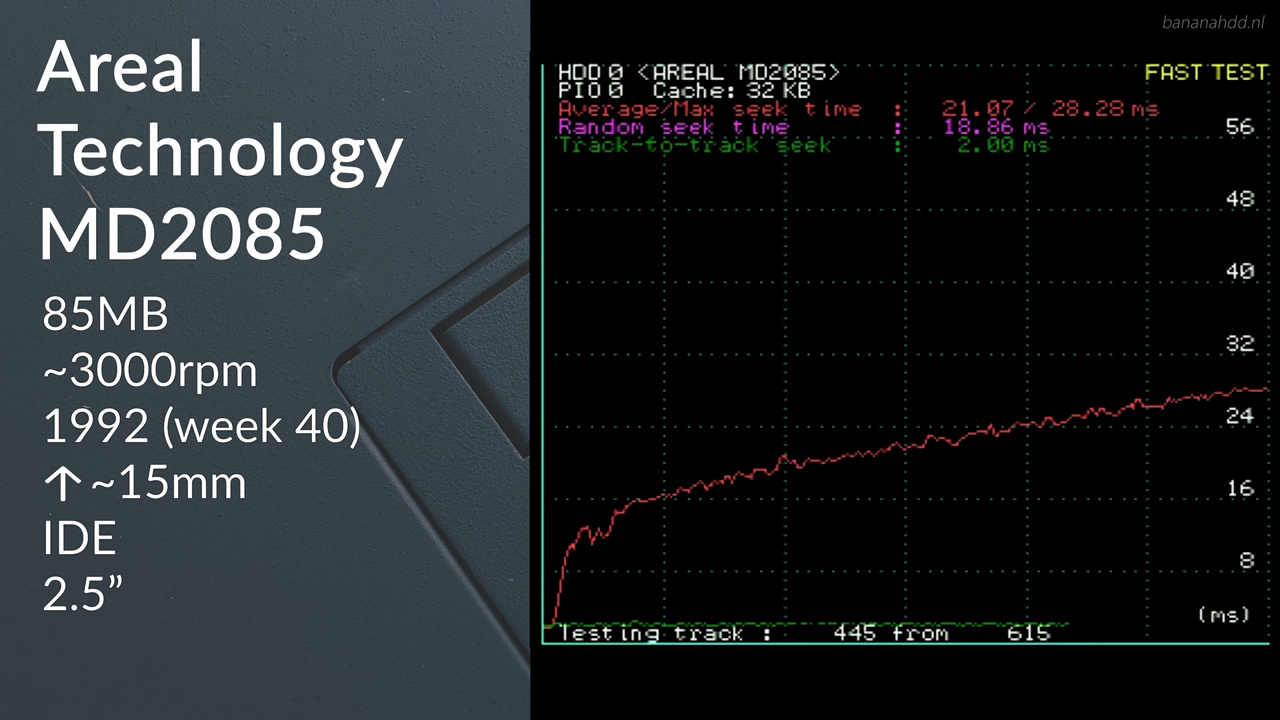 Areal
Technology
MD2085
85MB
~3000rpm
1992 (week 40)
↑ ~15mm
IDE
2.5”
bananahdd.nl
HDD 0 <AREAL MD2085> FAST TEST
PIO 0 Cache: 32 KB
Average/Max seek time : 21.07 / 28.28 ms
Random seek time : 18.86 ms
Track-to-track seek : 2.00 ms
56
48
40
32
24
16
8
(ms)
Testing track : 445 from 615